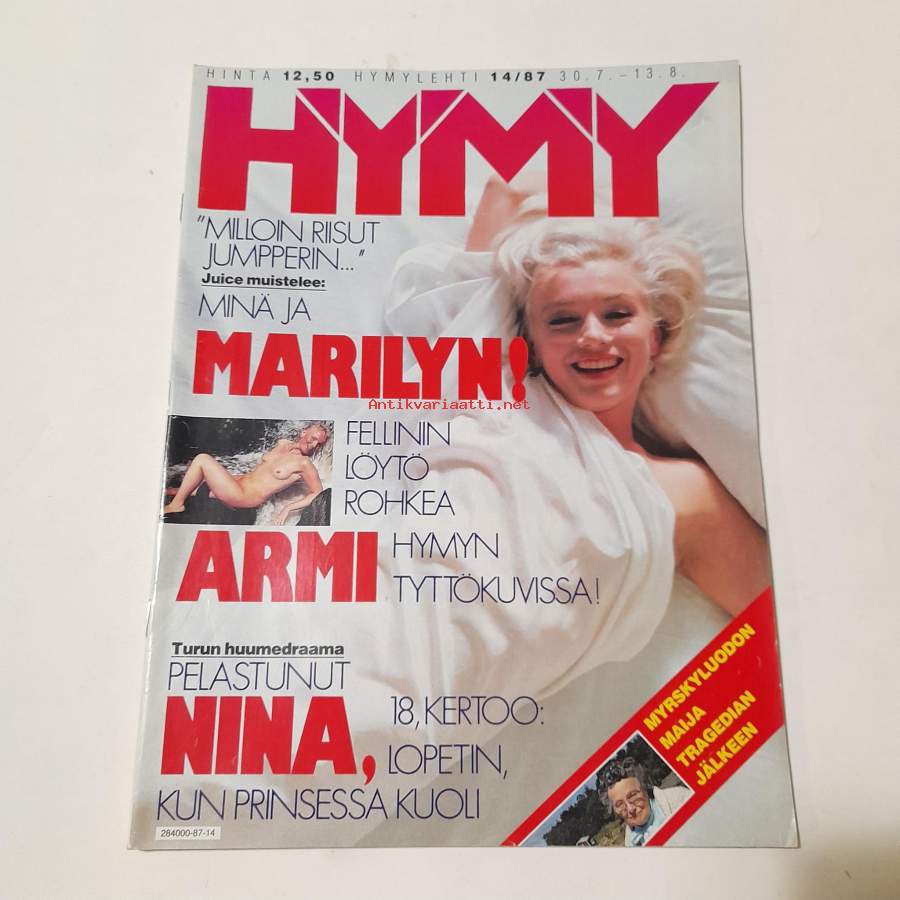 HINTA 12,50 HYMYLEHTI 14/87 30.7.–13.8.
HYMY
"MILLOIN RIISUT
JUMPPERIN..."
Juice muistelee:
MINÄ JA
MARILYN!
Antikvariaatti.net
FELLININ
LÖYTÖ
ROHKEA
ARMI HYMYN
TYTTÖKUVISSA!
Turun huumedraama
PELASTUNUT
NINA, 18, KERTOO:
LOPETIN,
KUN PRINSESSA KUOLI
MYRSKYLUODON
MAIJA
TRAGEDIAN
JÄLKEEN
284000-87-14